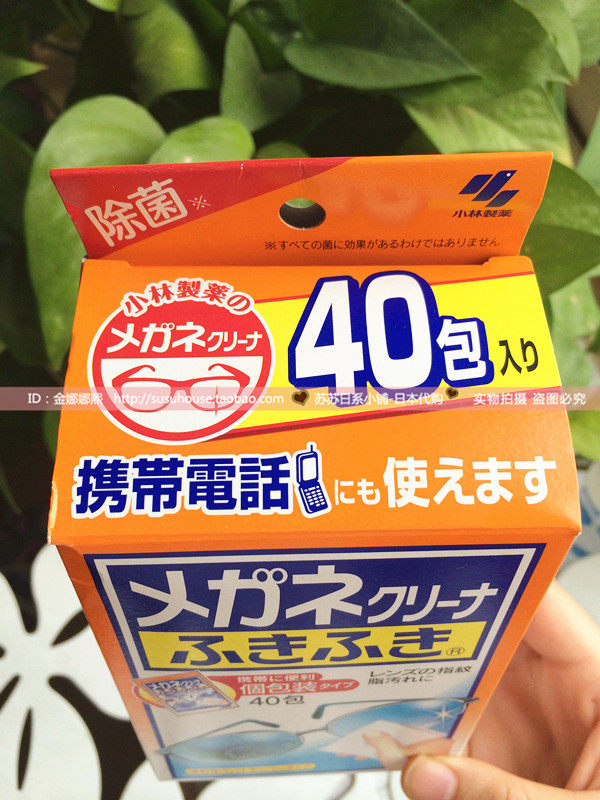 除菌※
小林製薬
※すべての菌に効果があるわけではありません
小林製薬の
メガネクリーナ
40包入り
ID：金娜娜熙 http://susuhouse.taobao.com 苏苏日系小铺-日本代购 实物拍摄 盗图必究
携帯電話にも使えます
メガネクリーナ
ふきふき®
携帯に便利
個包装タイプ
40包
レンズの指紋
脂汚れに